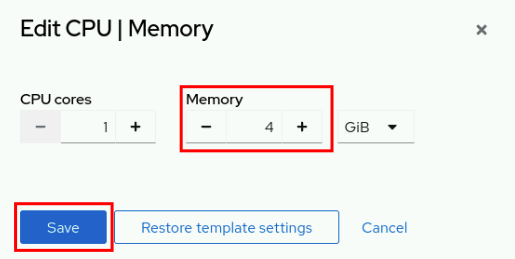 Edit CPU | Memory ×
CPU cores Memory
− 1 + − 4 + GiB
Save Restore template settings Cancel